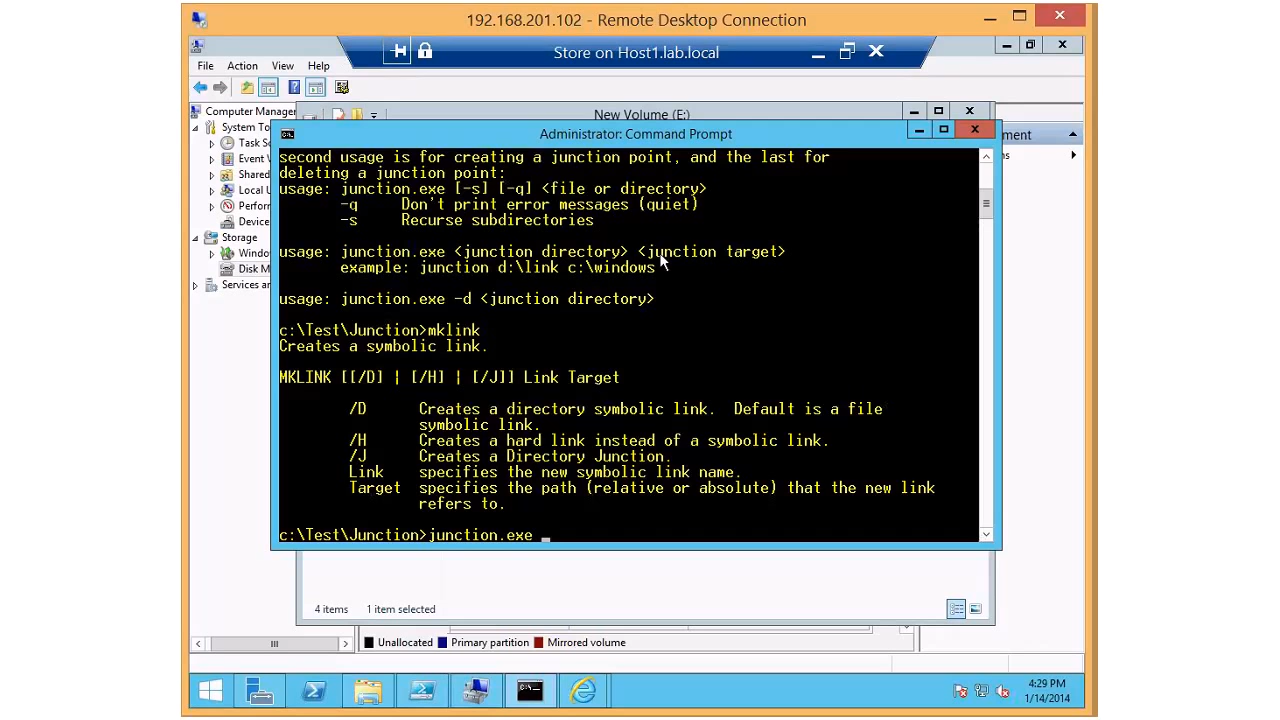 192.168.201.102 - Remote Desktop Connection
Store on Host1.lab.local
File Action View Help
Computer Manager
System To
Task S
Event
Shared
Local U
Perforn
Device
Storage
Windo
Disk M
Services ar
New Volume (E:)
ment
Administrator: Command Prompt
second usage is for creating a junction point, and the last for
deleting a junction point:
usage: junction.exe [-s] [-q] <file or directory>
-q Don't print error messages (quiet)
-s Recurse subdirectories
usage: junction.exe <junction directory> <junction target>
example: junction d:\link c:\windows
usage: junction.exe -d <junction directory>
c:\Test\Junction>mklink
Creates a symbolic link.
MKLINK [[/D] | [/H] | [/J]] Link Target
/D Creates a directory symbolic link. Default is a file
symbolic link.
/H Creates a hard link instead of a symbolic link.
/J Creates a Directory Junction.
Link specifies the new symbolic link name.
Target specifies the path (relative or absolute) that the new link
refers to.
c:\Test\Junction>junction.exe _
4 items 1 item selected
Unallocated Primary partition Mirrored volume
4:29 PM
1/14/2014